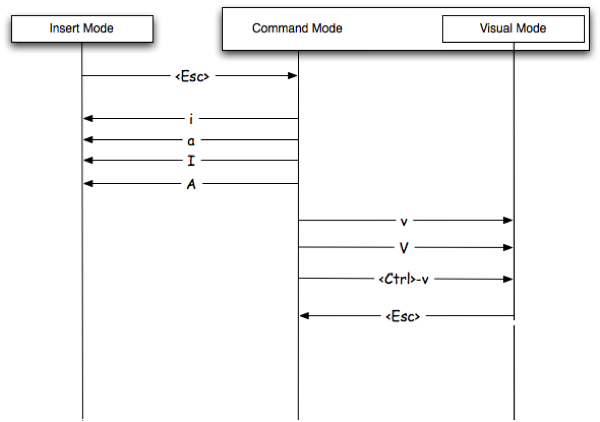 Insert Mode
Command Mode
Visual Mode
<Esc>
i
a
I
A
v
V
<Ctrl>-v
<Esc>